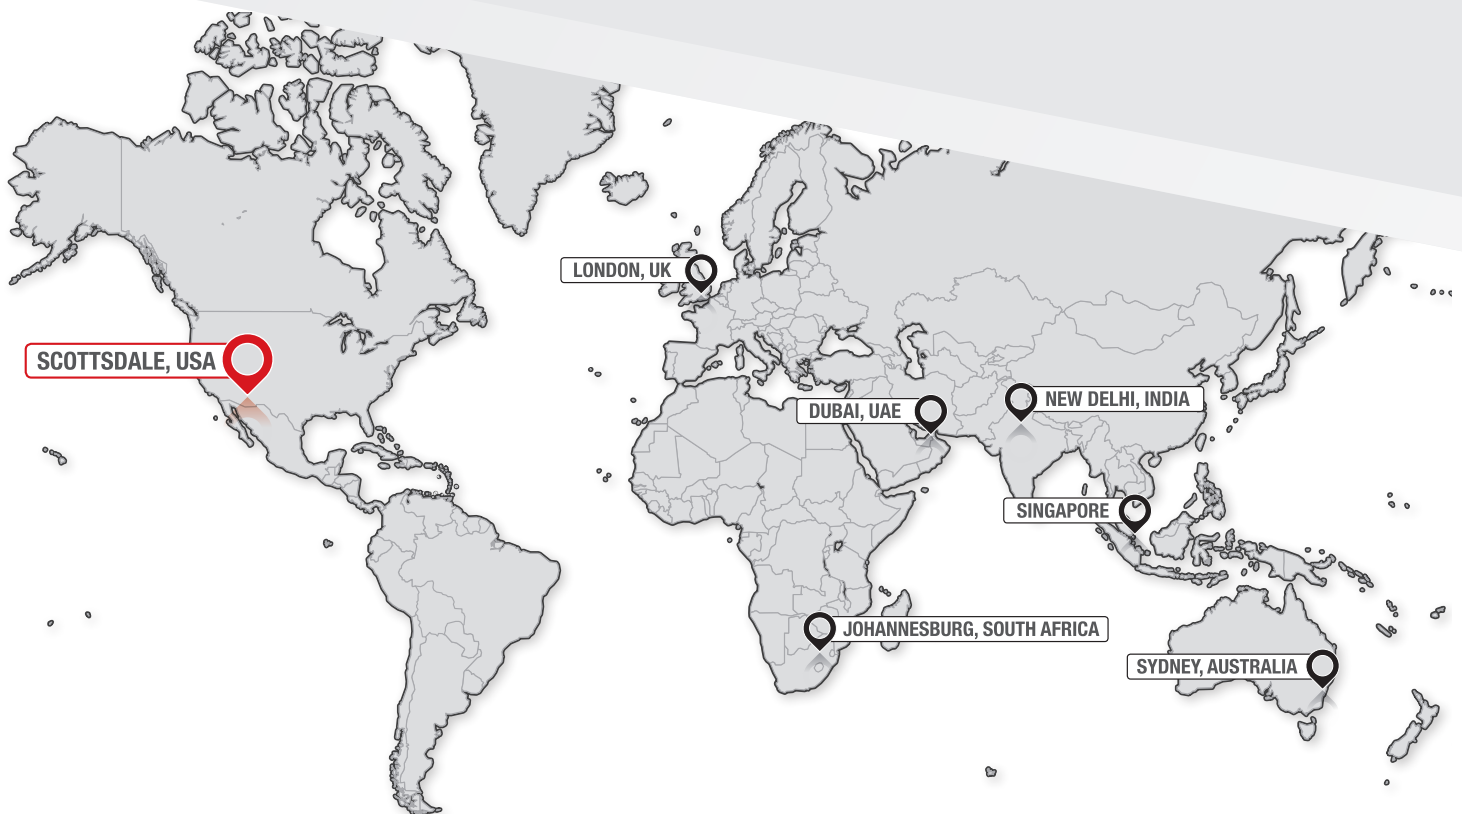 LONDON, UK
SCOTTSDALE, USA
DUBAI, UAE
NEW DELHI, INDIA
SINGAPORE
JOHANNESBURG, SOUTH AFRICA
SYDNEY, AUSTRALIA